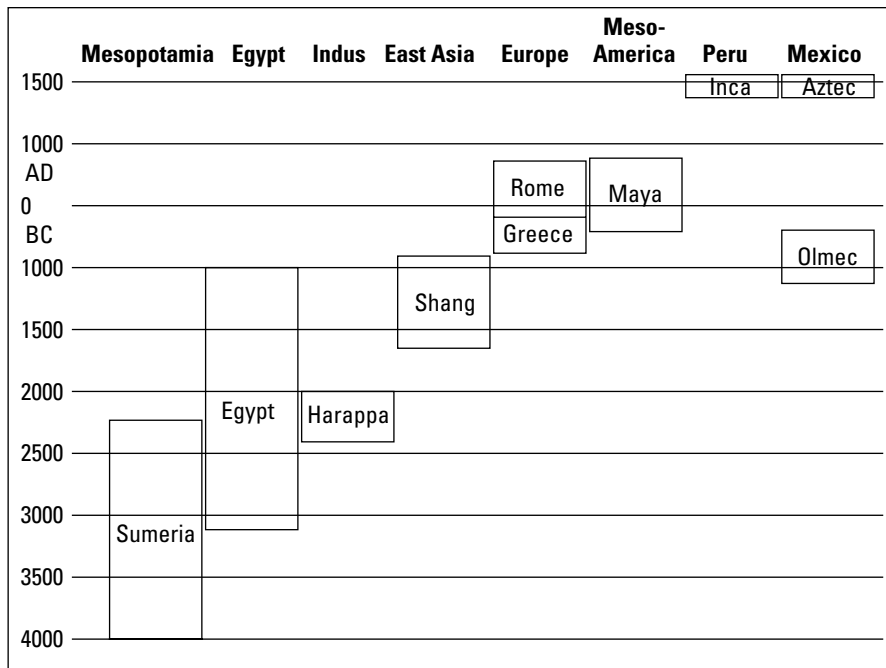 Meso-
Mesopotamia Egypt Indus East Asia Europe America Peru Mexico
1500
Inca Aztec
1000
AD
Rome Maya
0
BC
Greece
Olmec
1000
Shang
1500
2000
Egypt Harappa
2500
3000
Sumeria
3500
4000